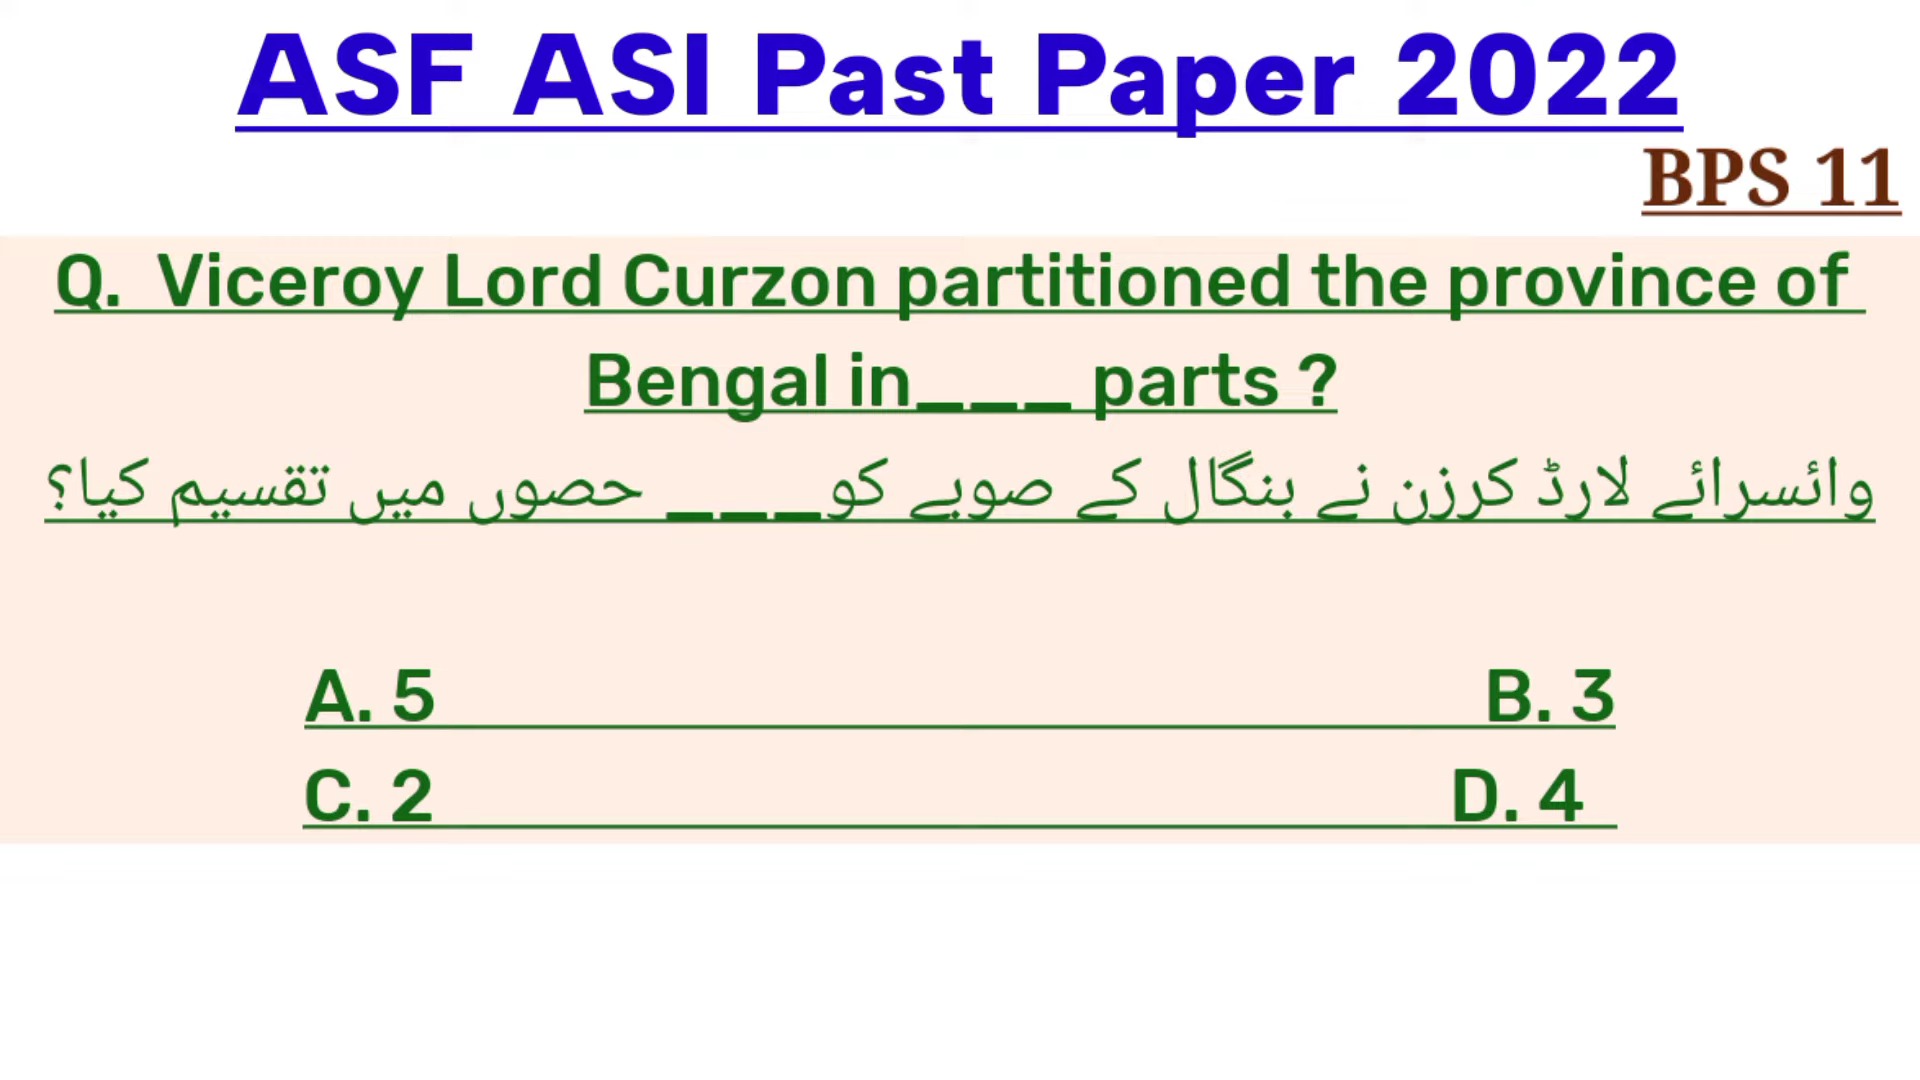 ASF ASI Past Paper 2022
BPS 11
Q. Viceroy Lord Curzon partitioned the province of
Bengal in___ parts ?
وائسرائے لارڈ کرزن نے بنگال کے صوبے کو___ حصوں میں تقسیم کیا؟
A. 5 B. 3
C. 2 D. 4